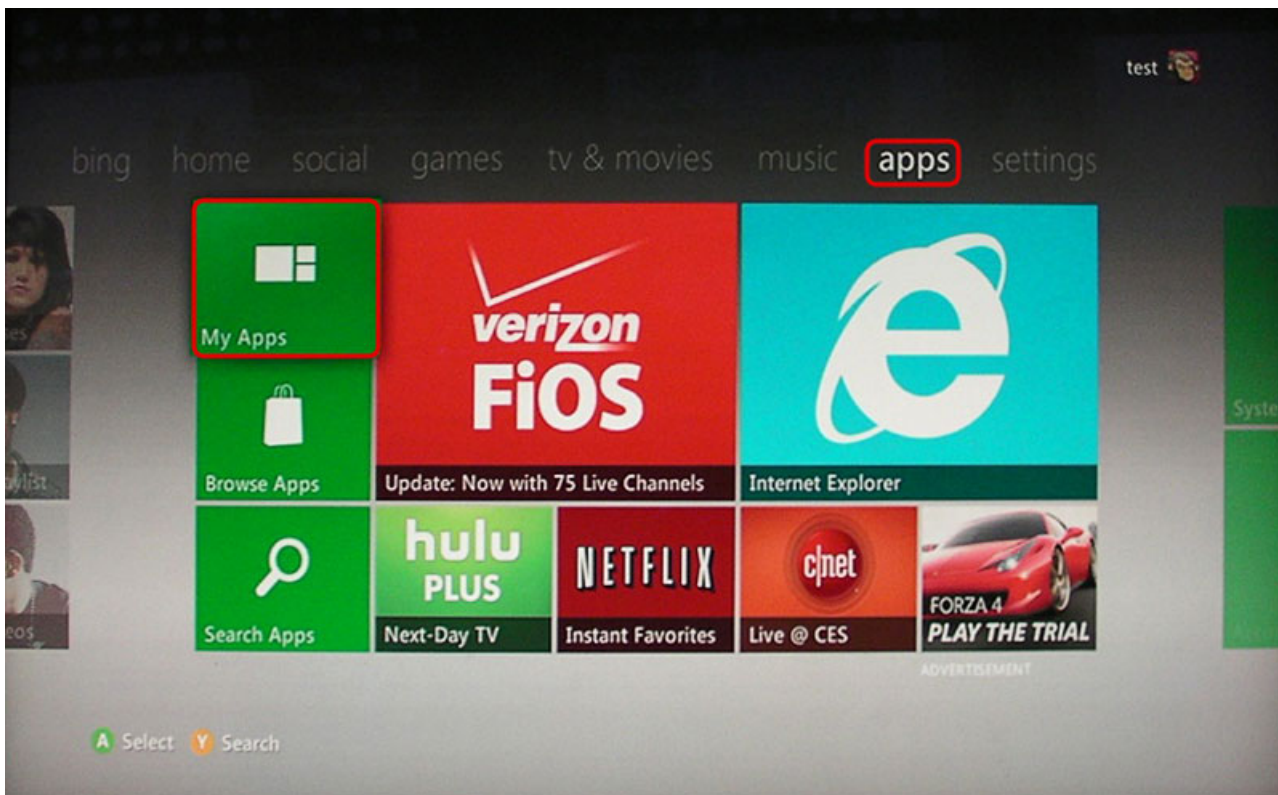 test
bing home social games tv & movies music apps settings
My Apps
verizon
FiOS
Browse Apps
Update: Now with 75 Live Channels
Internet Explorer
Syste
hulu
PLUS
NETFLIX
c|net
FORZA 4
Search Apps
Next-Day TV
Instant Favorites
Live @ CES
PLAY THE TRIAL
ADVERTISEMENT
A Select Y Search